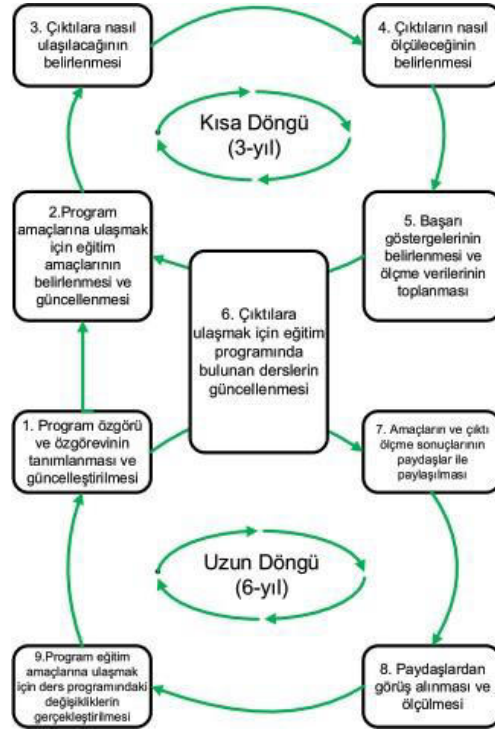 3. Çıktılara nasıl
ulaşılacağının
belirlenmesi
4. Çıktıların nasıl
ölçüleceğinin
belirlenmesi
Kısa Döngü
(3-yıl)
2.Program
amaçlarına ulaşmak
için eğitim
amaçlarının
belirlenmesi ve
güncellenmesi
5. Başarı
göstergelerinin
belirlenmesi ve
ölçme verilerinin
toplanması
6. Çıktılara
ulaşmak için eğitim
programında
bulunan derslerin
güncellenmesi
1. Program özgörü
ve özgörevinin
tanımlanması ve
güncelleştirilmesi
7. Amaçların ve çıktı
ölçme sonuçlarının
paydaşlar ile
paylaşılması
Uzun Döngü
(6-yıl)
9.Program eğitim
amaçlarına ulaşmak
için ders programındaki
değişikliklerin
gerçekleştirilmesi
8. Paydaşlardan
görüş alınması ve
ölçülmesi